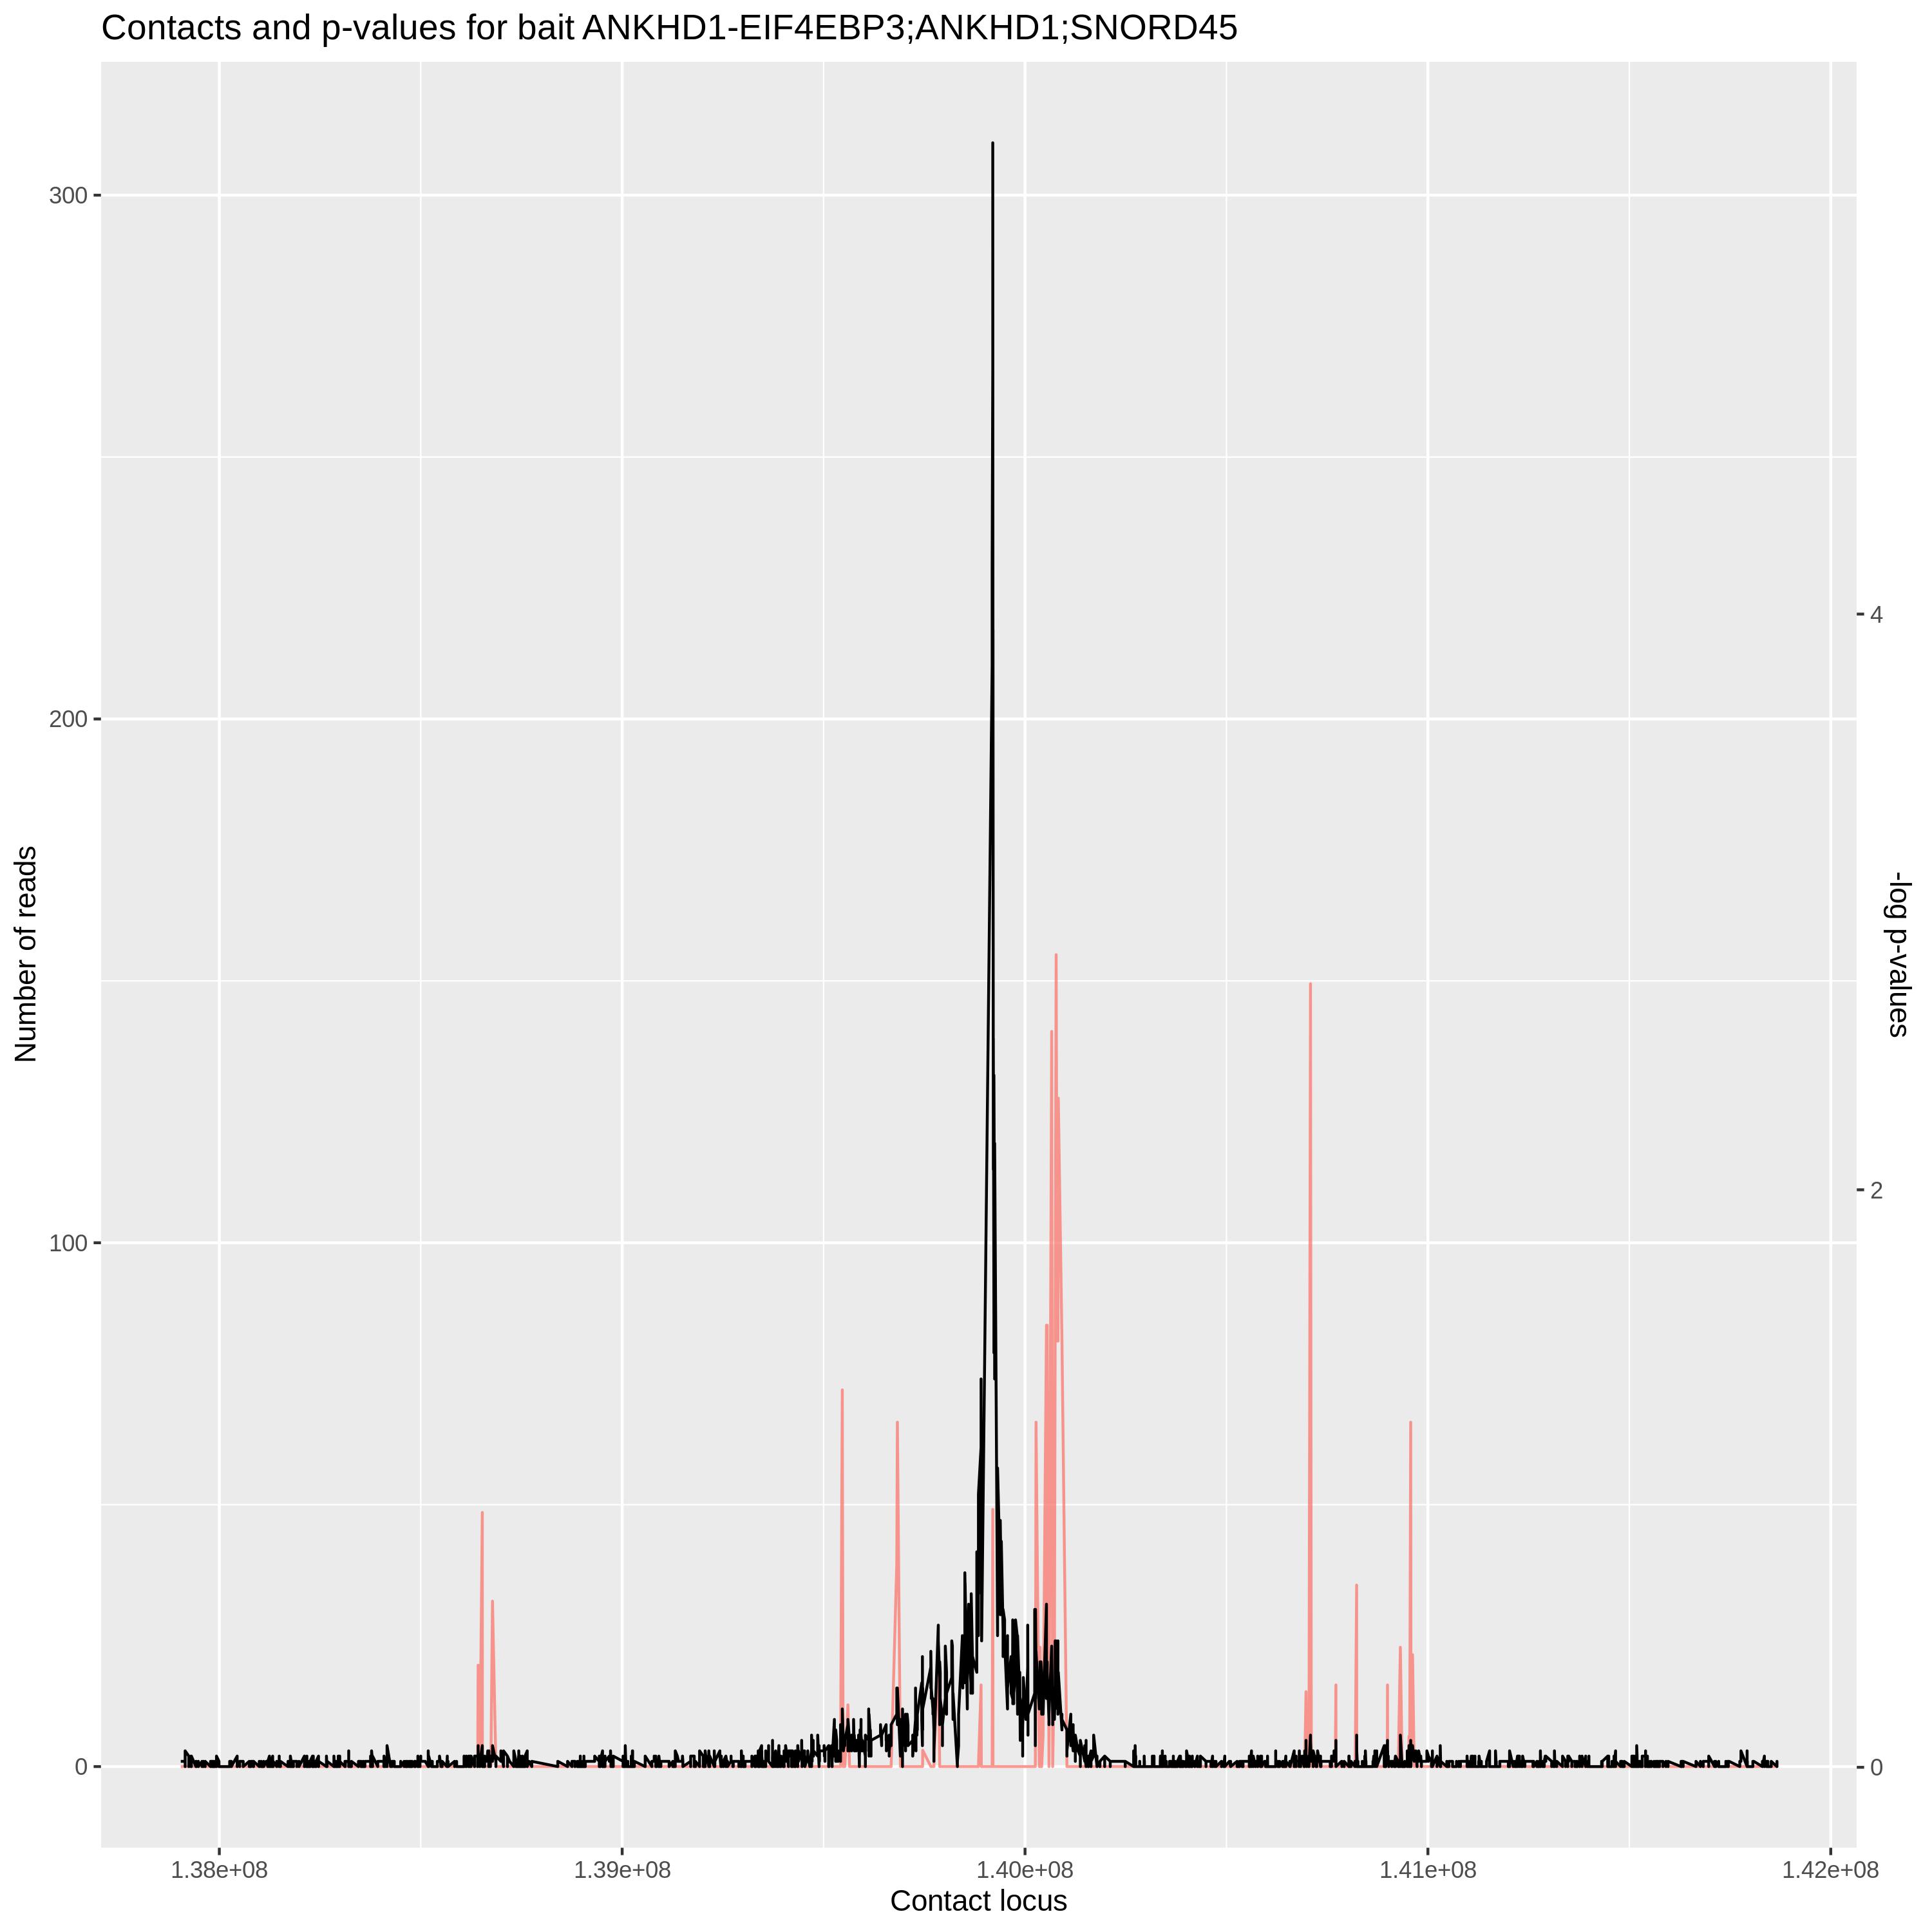 Contacts and p-values for bait ANKHD1-EIF4EBP3;ANKHD1;SNORD45
300
200
100
0
Number of reads
4
2
0
-log p-values
1.38e+08
1.39e+08
1.40e+08
1.41e+08
1.42e+08
Contact locus